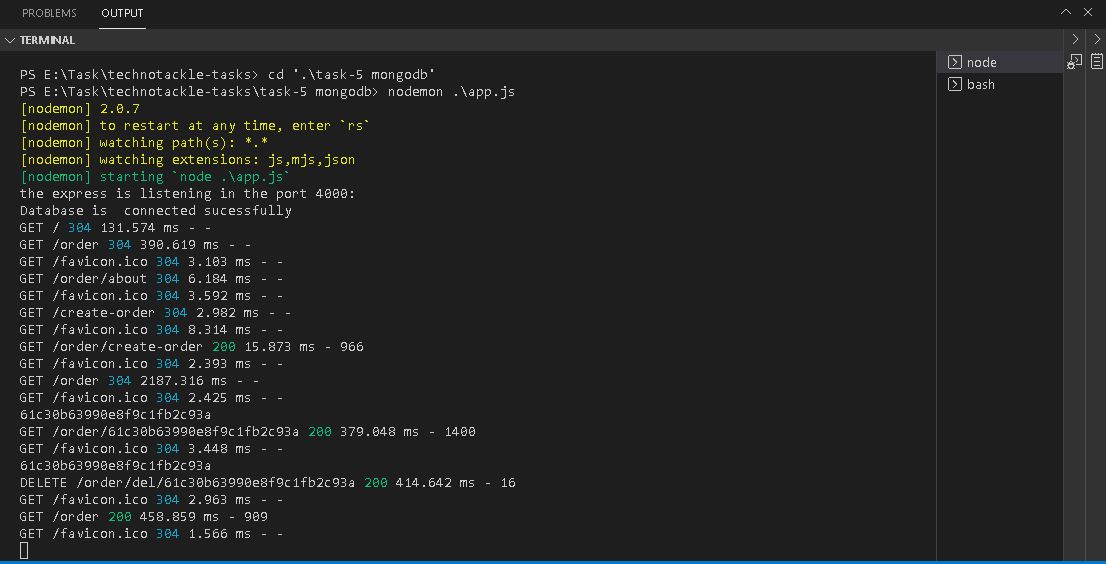 PROBLEMS OUTPUT
TERMINAL
PS E:\Task\technotackle-tasks> cd '.\task-5 mongodb'
PS E:\Task\technotackle-tasks\task-5 mongodb> nodemon .\app.js
[nodemon] 2.0.7
[nodemon] to restart at any time, enter `rs`
[nodemon] watching path(s): *.*
[nodemon] watching extensions: js,mjs,json
[nodemon] starting `node .\app.js`
the express is listening in the port 4000:
Database is  connected sucessfully
GET / 304 131.574 ms - -
GET /order 304 390.619 ms - -
GET /favicon.ico 304 3.103 ms - -
GET /order/about 304 6.184 ms - -
GET /favicon.ico 304 3.592 ms - -
GET /create-order 304 2.982 ms - -
GET /favicon.ico 304 8.314 ms - -
GET /order/create-order 200 15.873 ms - 966
GET /favicon.ico 304 2.393 ms - -
GET /order 304 2187.316 ms - -
GET /favicon.ico 304 2.425 ms - -
61c30b63990e8f9c1fb2c93a
GET /order/61c30b63990e8f9c1fb2c93a 200 379.048 ms - 1400
GET /favicon.ico 304 3.448 ms - -
61c30b63990e8f9c1fb2c93a
DELETE /order/del/61c30b63990e8f9c1fb2c93a 200 414.642 ms - 16
GET /favicon.ico 304 2.963 ms - -
GET /order 200 458.859 ms - 909
GET /favicon.ico 304 1.566 ms - -
node
bash